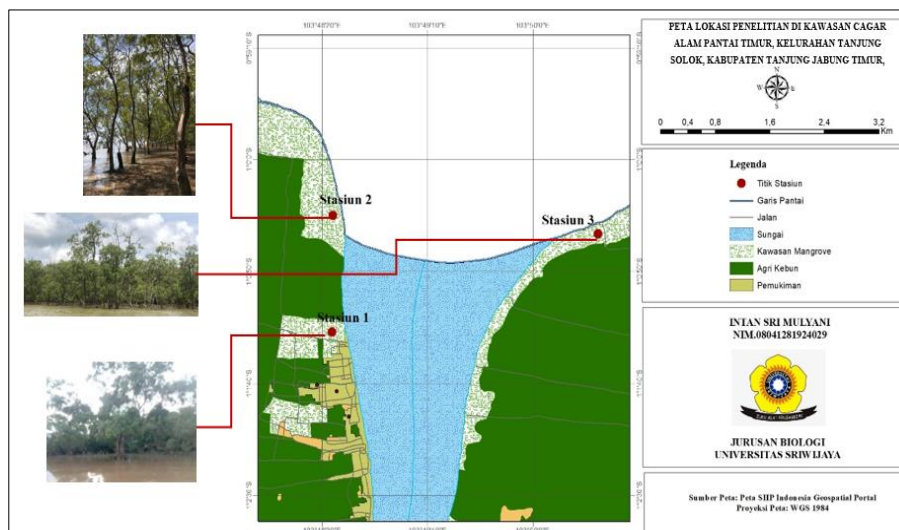 PETA LOKASI PENELITIAN DI KAWASAN CAGAR
ALAM PANTAI TIMUR, KELURAHAN TANJUNG
SOLOK, KABUPATEN TANJUNG JABUNG TIMUR,
N
W E
S
0 0,4 0,8 1,6 2,4 3,2
Km
Legenda
Titik Stasiun
Garis Pantai
Jalan
Sungai
Kawasan Mangrove
Agri Kebun
Pemukiman
INTAN SRI MULYANI
NIM.08041281924029
JURUSAN BIOLOGI
UNIVERSITAS SRIWIJAYA
Sumber Peta: Peta SHP Indonesia Geospatial Portal
Proyeksi Peta: WGS 1984
103°48'20"E 103°49'10"E 103°50'0"E
Stasiun 2
Stasiun 3
Stasiun 1